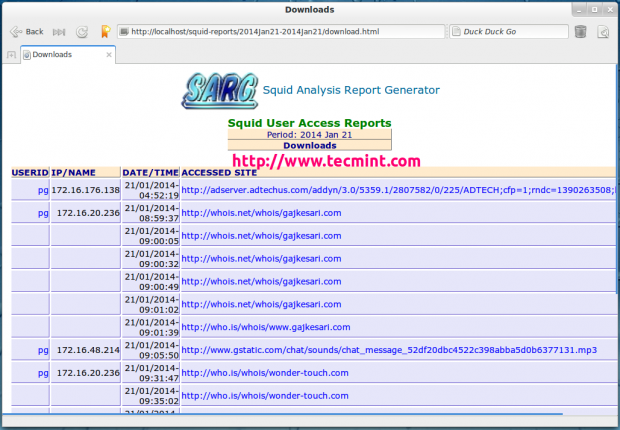 Downloads
Back http://localhost/squid-reports/2014Jan21-2014Jan21/download.html Duck Duck Go
Downloads
SARG Squid Analysis Report Generator
Squid User Access Reports
Period: 2014 Jan 21
Downloads
http://www.tecmint.com
USERID IP/NAME DATE/TIME ACCESSED SITE
pg 172.16.176.138 21/01/2014-04:52:19 http://adserver.adtechus.com/addyn/3.0/5359.1/2807582/0/225/ADTECH;cfp=1;rndc=1390263508;
pg 172.16.20.236 21/01/2014-08:59:37 http://whois.net/whois/gajkesari.com
21/01/2014-09:00:05 http://whois.net/whois/gajkesari.com
21/01/2014-09:00:32 http://whois.net/whois/gajkesari.com
21/01/2014-09:00:49 http://whois.net/whois/gajkesari.com
21/01/2014-09:01:02 http://whois.net/whois/gajkesari.com
21/01/2014-09:01:39 http://who.is/whois/www.gajkesari.com
pg 172.16.48.214 21/01/2014-09:05:50 http://www.gstatic.com/chat/sounds/chat_message_52df20dbc4522c398abba5d0b6377131.mp3
pg 172.16.20.236 21/01/2014-09:31:47 http://who.is/whois/wonder-touch.com
21/01/2014-09:35:02 http://who.is/whois/wonder-touch.com
21/01/2014-